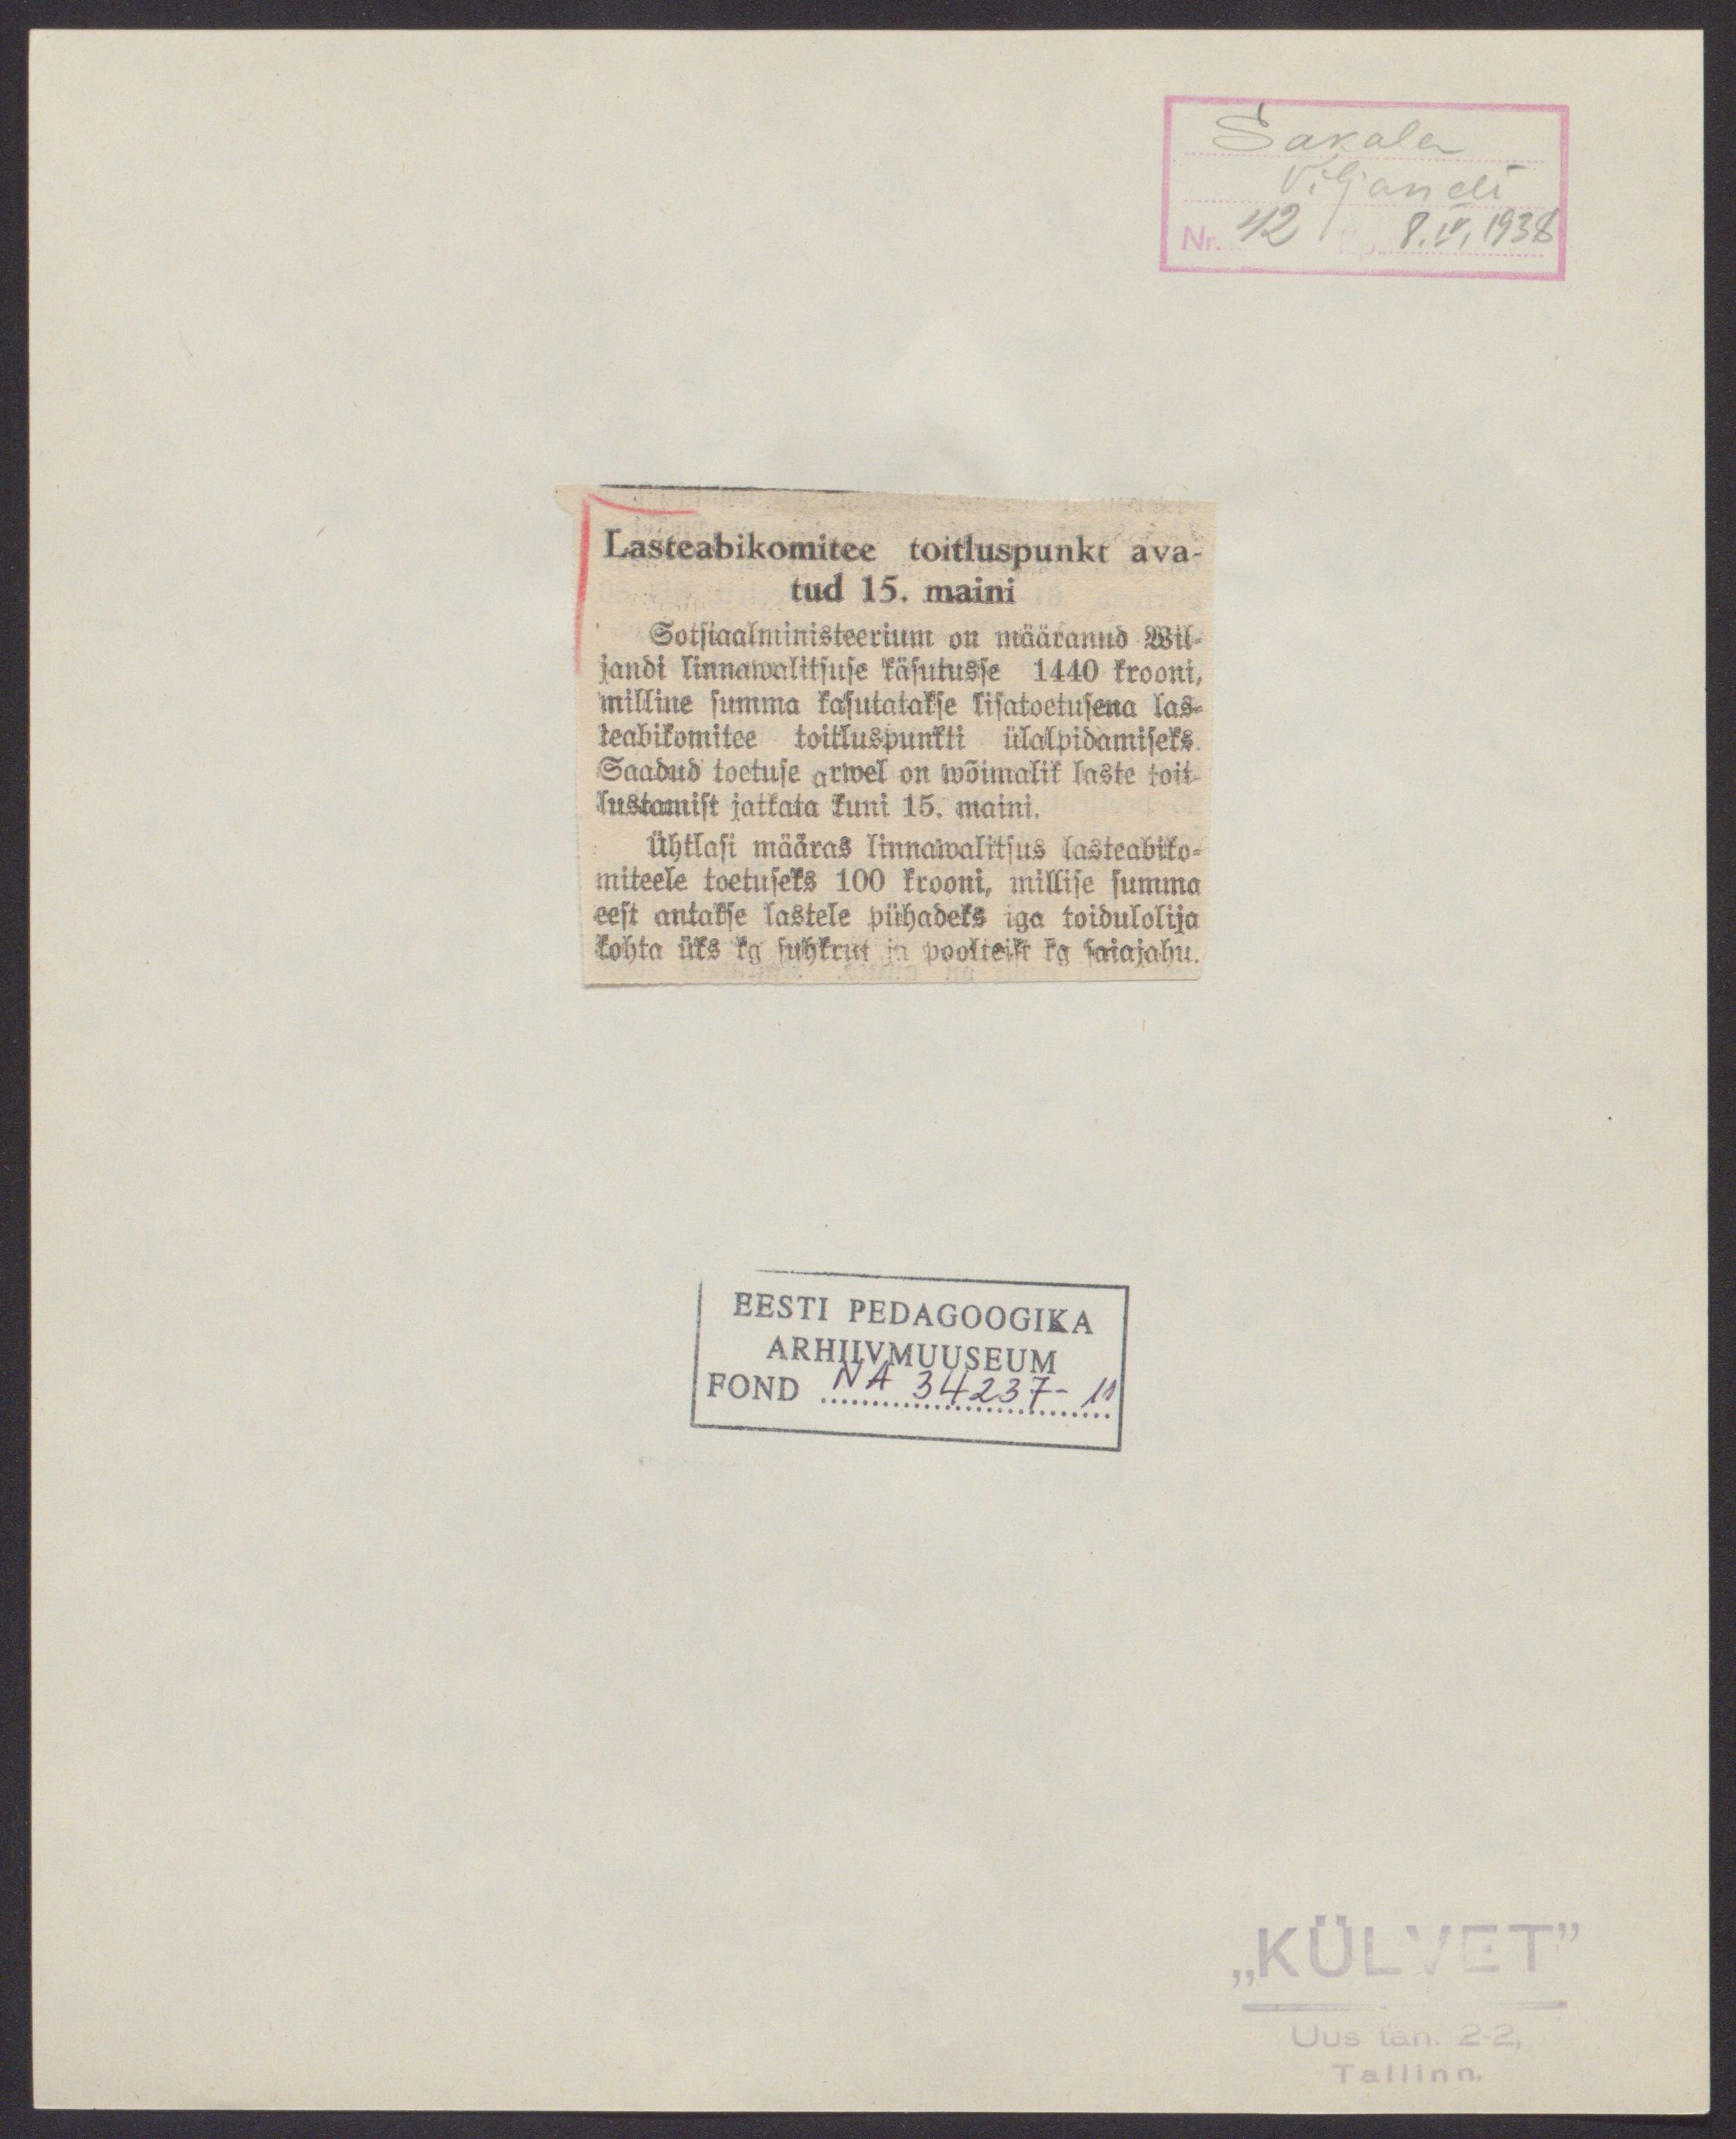 Sakala
Viljandi
Nr. 42 Kp. 8.IV.1938
Lasteabikomitee toitluspunkt ava-
tud 15. maini
Sotsiaalministeerium on määranud Wil-
jandi linnawalitsuse käsutusse 1440 krooni,
milline summa kasutatakse lisatoetusena las-
teabikomitee toitluspunkti ülalpidamiseks.
Saadud toetuse arwel on wõimalik laste toit-
lustamist jatkata kuni 15. maini.
Ühtlasi määras linnawalitsus lasteabiko-
miteele toetuseks 100 krooni, millise summa
eest antakse lastele pühadeks iga toidulolija
kohta üks kg suhkrut ja poolteist kg saiajahu.
EESTI PEDAGOOGIKA
ARHIIVMUUSEUM
FOND NA 34237-11
„KÜLVET”
Uus tän. 2-2,
Tallinn.